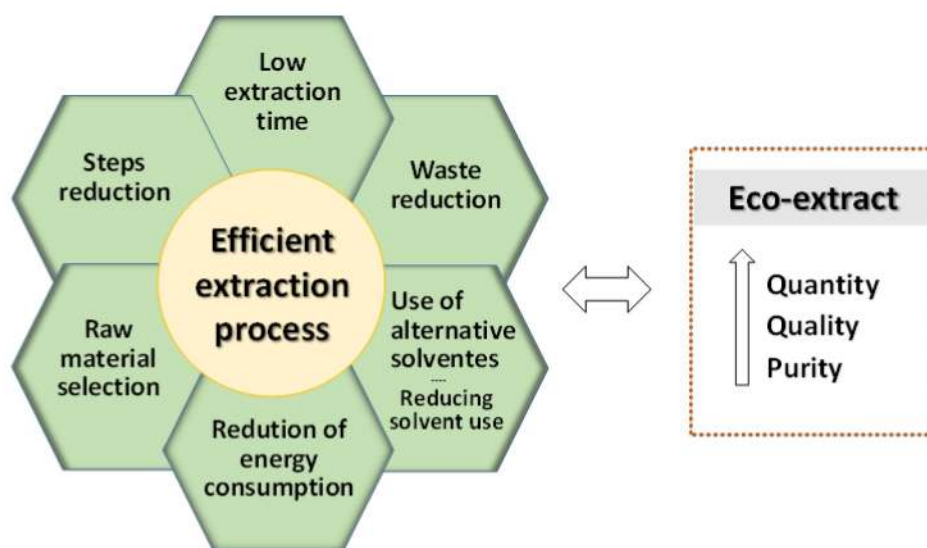 Low
extraction
time
Waste
reduction
Use of
alternative
solventes
----
Reducing
solvent use
Redution of
energy
consumption
Raw
material
selection
Steps
reduction
Efficient
extraction
process
Eco-extract
Quantity
Quality
Purity